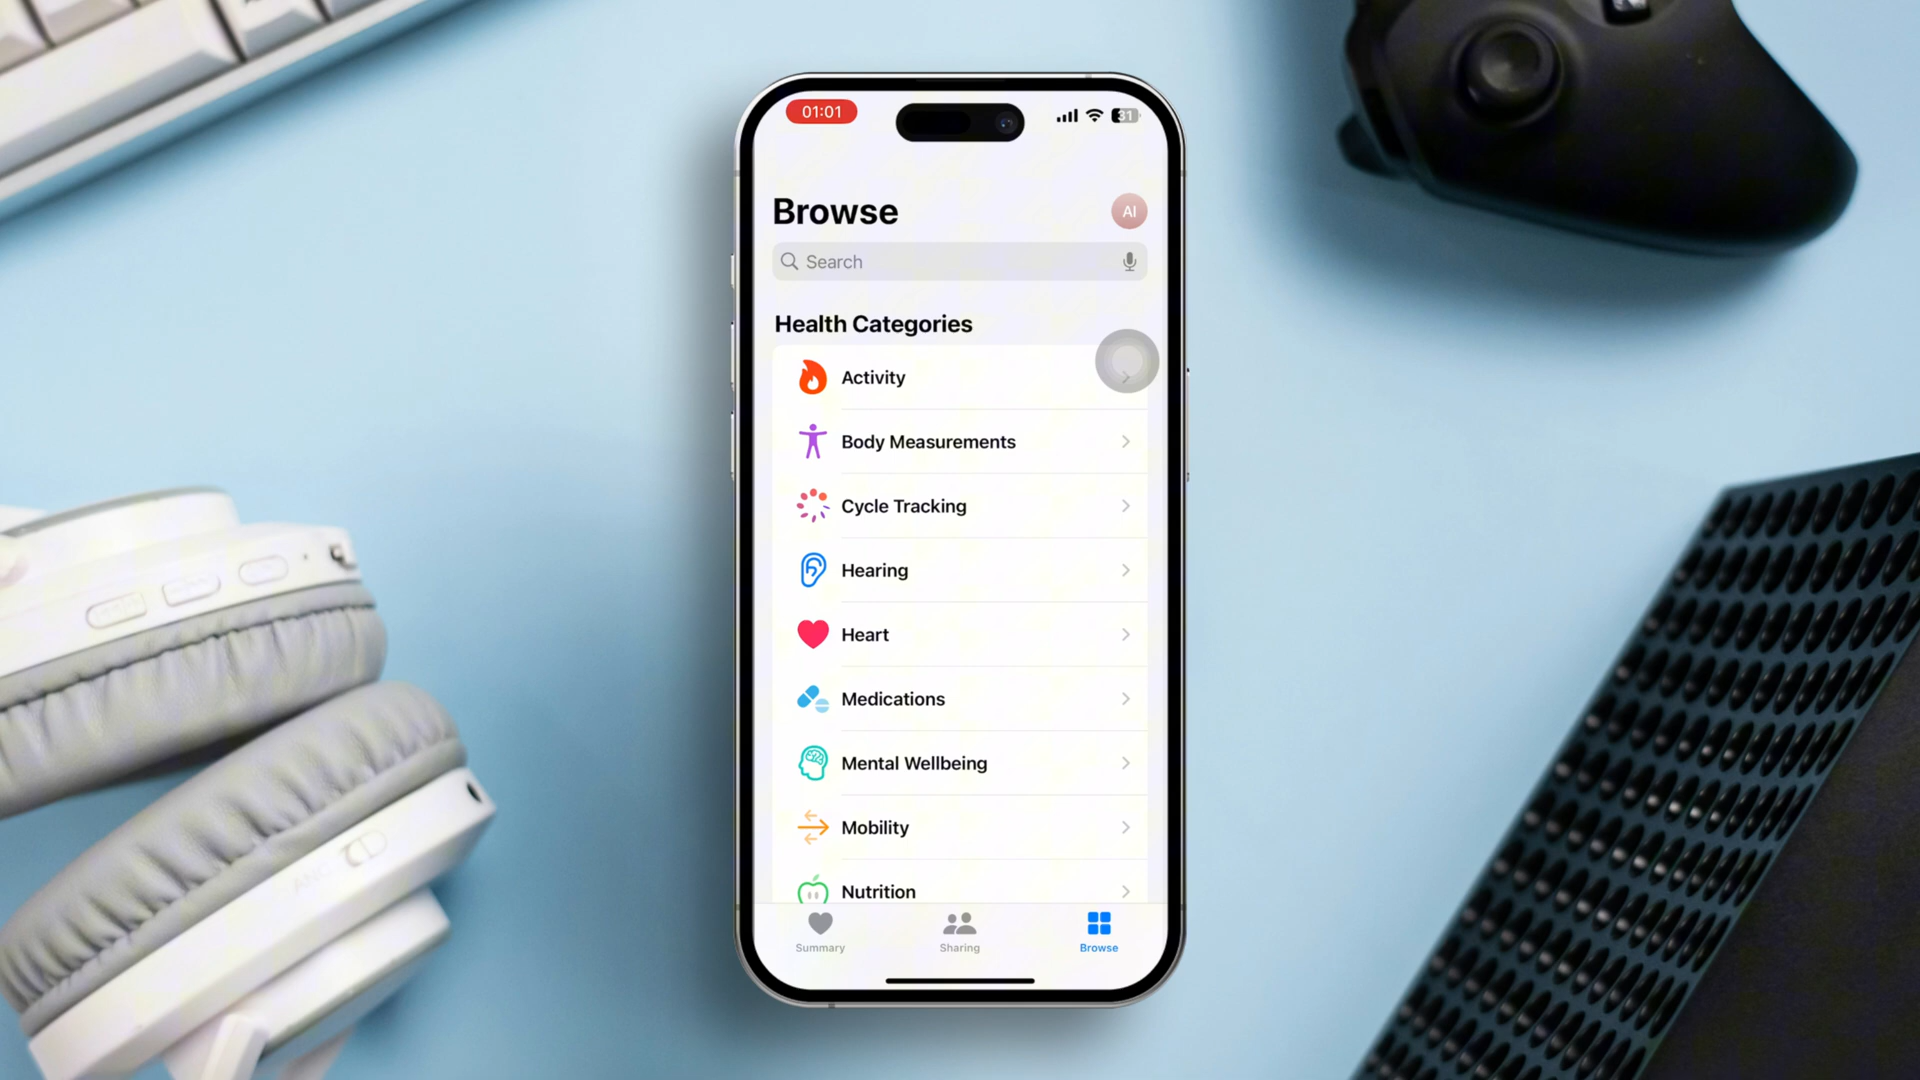 01:01
31
Browse
AI
Search
Health Categories
Activity
Body Measurements
Cycle Tracking
Hearing
Heart
Medications
Mental Wellbeing
Mobility
Nutrition
Summary
Sharing
Browse
ANC